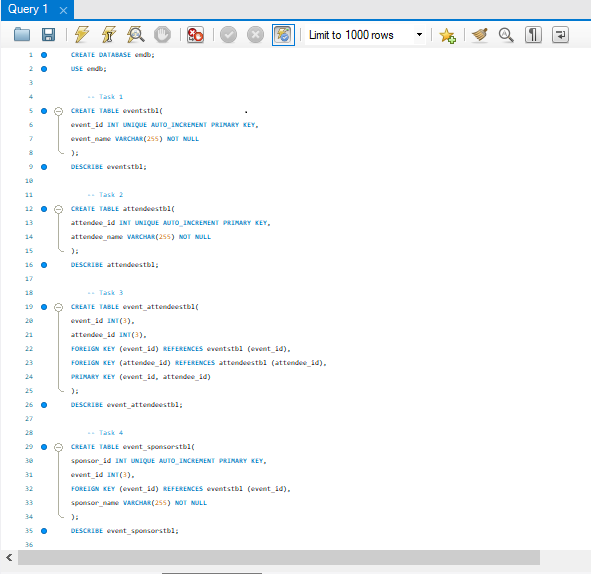 Query 1
Limit to 1000 rows
1 CREATE DATABASE emdb;
2 USE emdb;
3
4 -- Task 1
5 CREATE TABLE eventstbl(
6 event_id INT UNIQUE AUTO_INCREMENT PRIMARY KEY,
7 event_name VARCHAR(255) NOT NULL
8 );
9 DESCRIBE eventstbl;
10
11 -- Task 2
12 CREATE TABLE attendeestbl(
13 attendee_id INT UNIQUE AUTO_INCREMENT PRIMARY KEY,
14 attendee_name VARCHAR(255) NOT NULL
15 );
16 DESCRIBE attendeestbl;
17
18 -- Task 3
19 CREATE TABLE event_attendeestbl(
20 event_id INT(3),
21 attendee_id INT(3),
22 FOREIGN KEY (event_id) REFERENCES eventstbl (event_id),
23 FOREIGN KEY (attendee_id) REFERENCES attendeestbl (attendee_id),
24 PRIMARY KEY (event_id, attendee_id)
25 );
26 DESCRIBE event_attendeestbl;
27
28 -- Task 4
29 CREATE TABLE event_sponsorstbl(
30 sponsor_id INT UNIQUE AUTO_INCREMENT PRIMARY KEY,
31 event_id INT(3),
32 FOREIGN KEY (event_id) REFERENCES eventstbl (event_id),
33 sponsor_name VARCHAR(255) NOT NULL
34 );
35 DESCRIBE event_sponsorstbl;
36